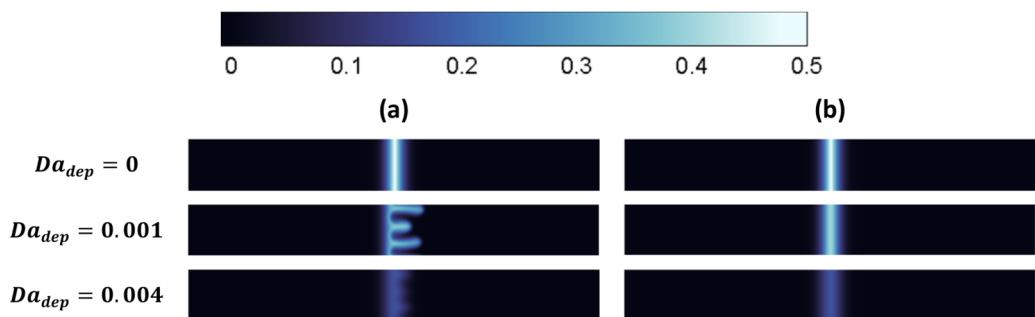 0 0.1 0.2 0.3 0.4 0.5
(a) (b)
Da_dep = 0
Da_dep = 0.001
Da_dep = 0.004